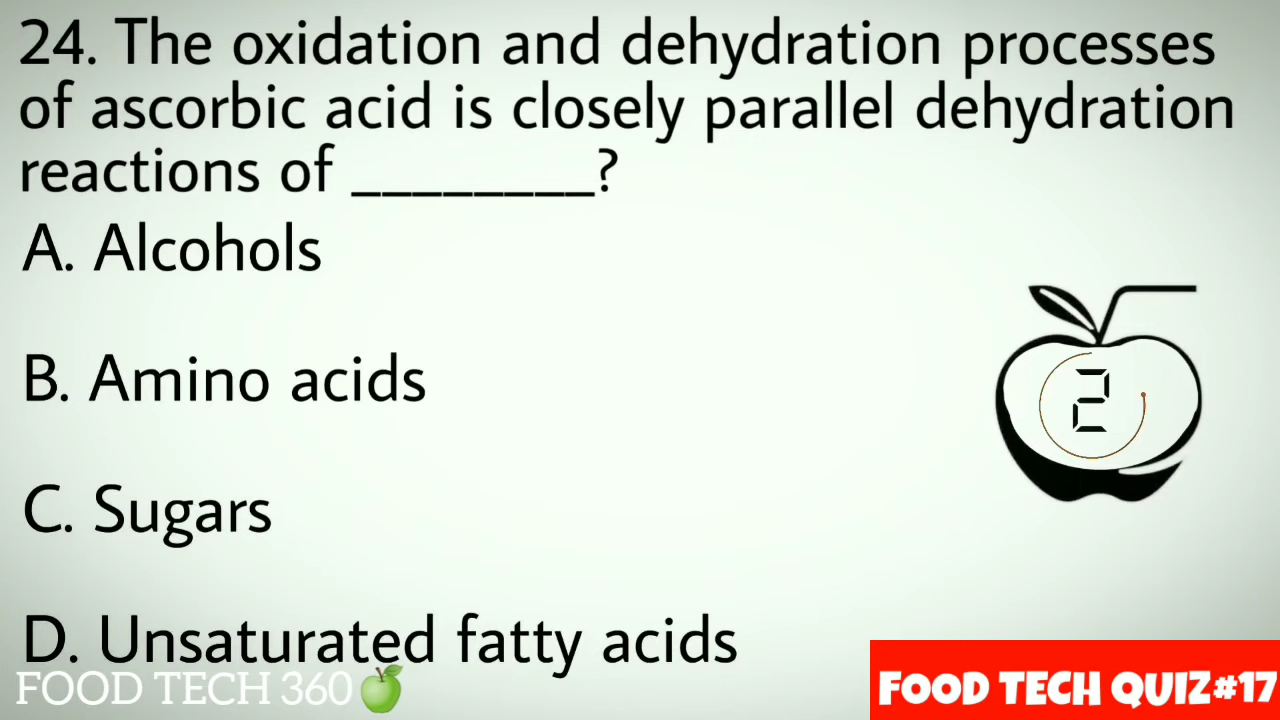 24. The oxidation and dehydration processes
of ascorbic acid is closely parallel dehydration
reactions of ________?
A. Alcohols
B. Amino acids
2
C. Sugars
D. Unsaturated fatty acids
FOOD TECH 360
FOOD TECH QUIZ#17